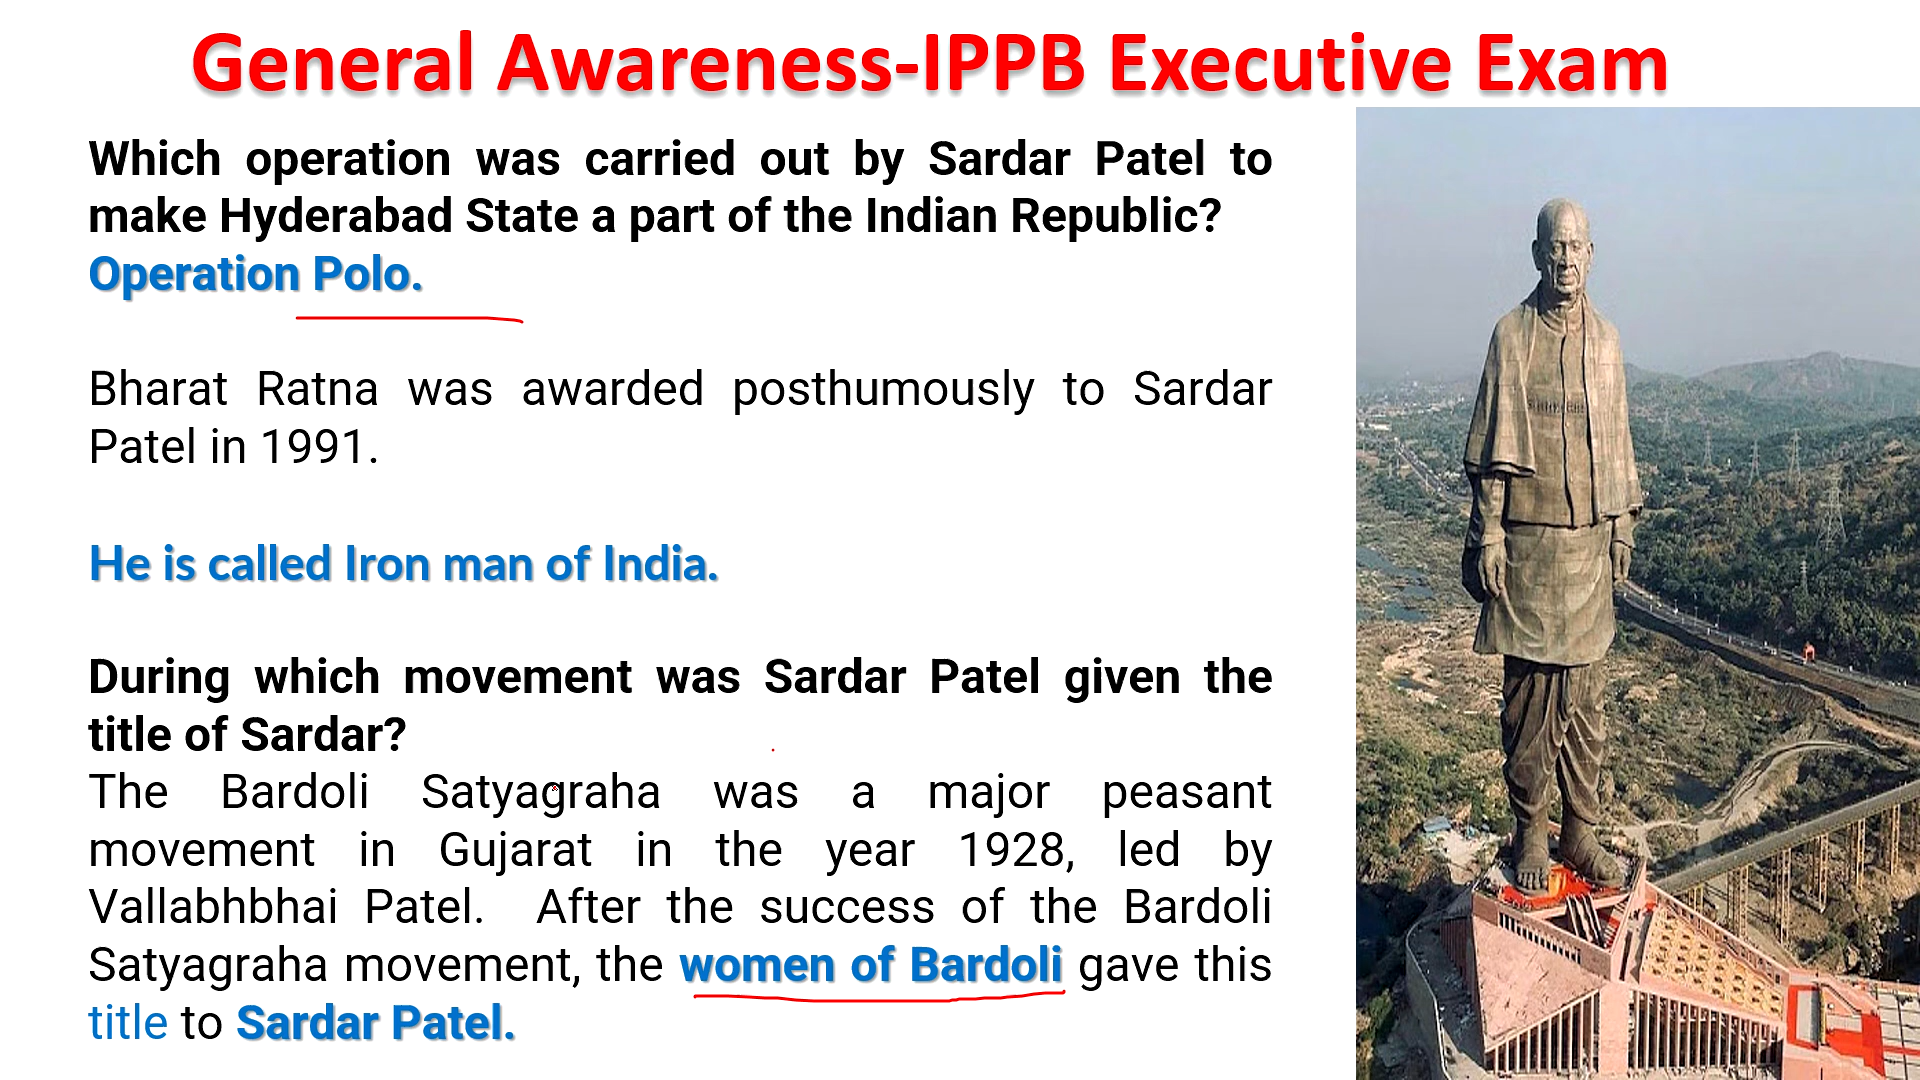 General Awareness-IPPB Executive Exam
Which operation was carried out by Sardar Patel to
make Hyderabad State a part of the Indian Republic?
Operation Polo.
Bharat Ratna was awarded posthumously to Sardar
Patel in 1991.
He is called Iron man of India.
During which movement was Sardar Patel given the
title of Sardar?
The Bardoli Satyagraha was a major peasant
movement in Gujarat in the year 1928, led by
Vallabhbhai Patel. After the success of the Bardoli
Satyagraha movement, the women of Bardoli gave this
title to Sardar Patel.